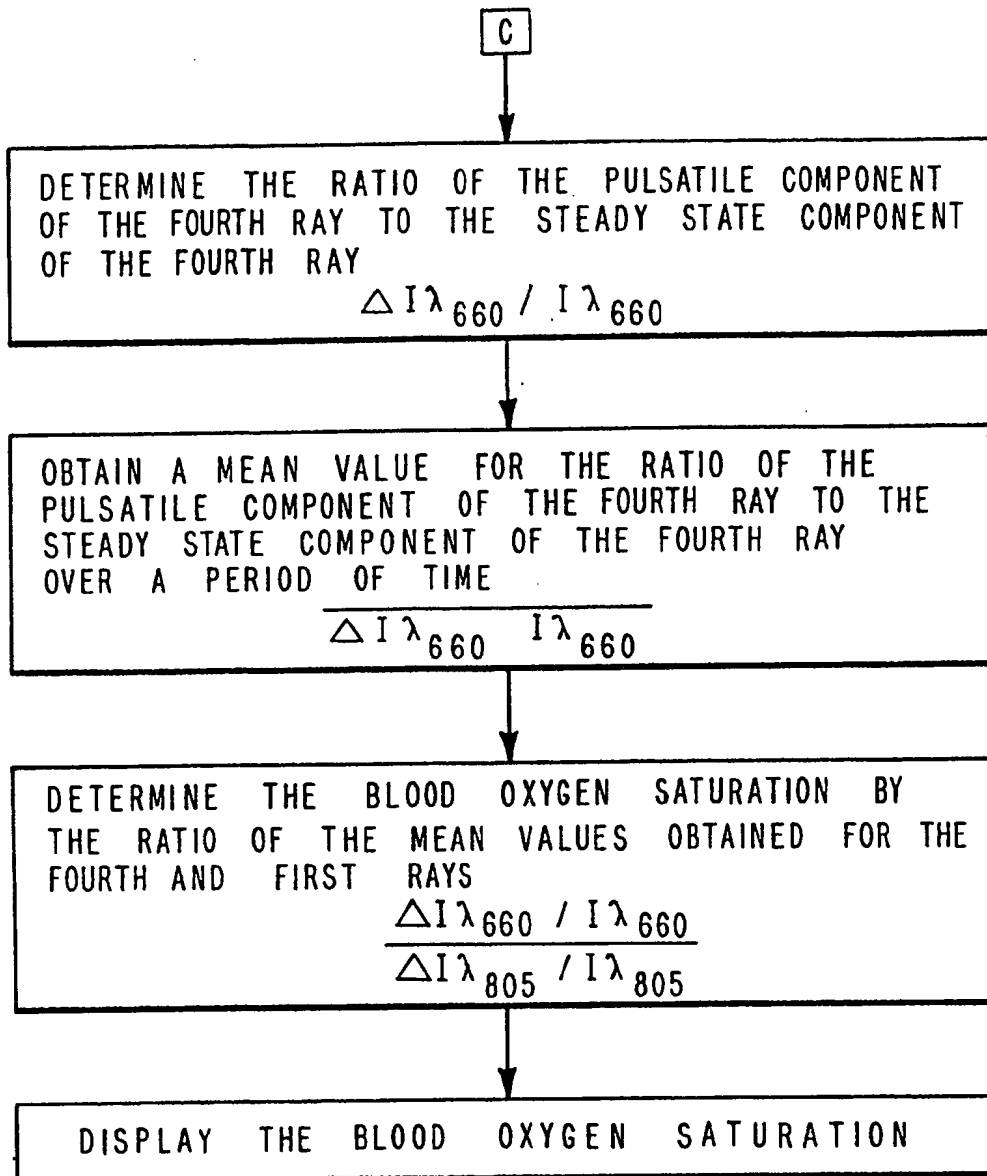 C
DETERMINE THE RATIO OF THE PULSATILE COMPONENT
OF THE FOURTH RAY TO THE STEADY STATE COMPONENT
OF THE FOURTH RAY
△Iλ660 / Iλ660
OBTAIN A MEAN VALUE FOR THE RATIO OF THE
PULSATILE COMPONENT OF THE FOURTH RAY TO THE
STEADY STATE COMPONENT OF THE FOURTH RAY
OVER A PERIOD OF TIME
△Iλ660 Iλ660
DETERMINE THE BLOOD OXYGEN SATURATION BY
THE RATIO OF THE MEAN VALUES OBTAINED FOR THE
FOURTH AND FIRST RAYS
△Iλ660 / Iλ660
△Iλ805 / Iλ805
DISPLAY THE BLOOD OXYGEN SATURATION